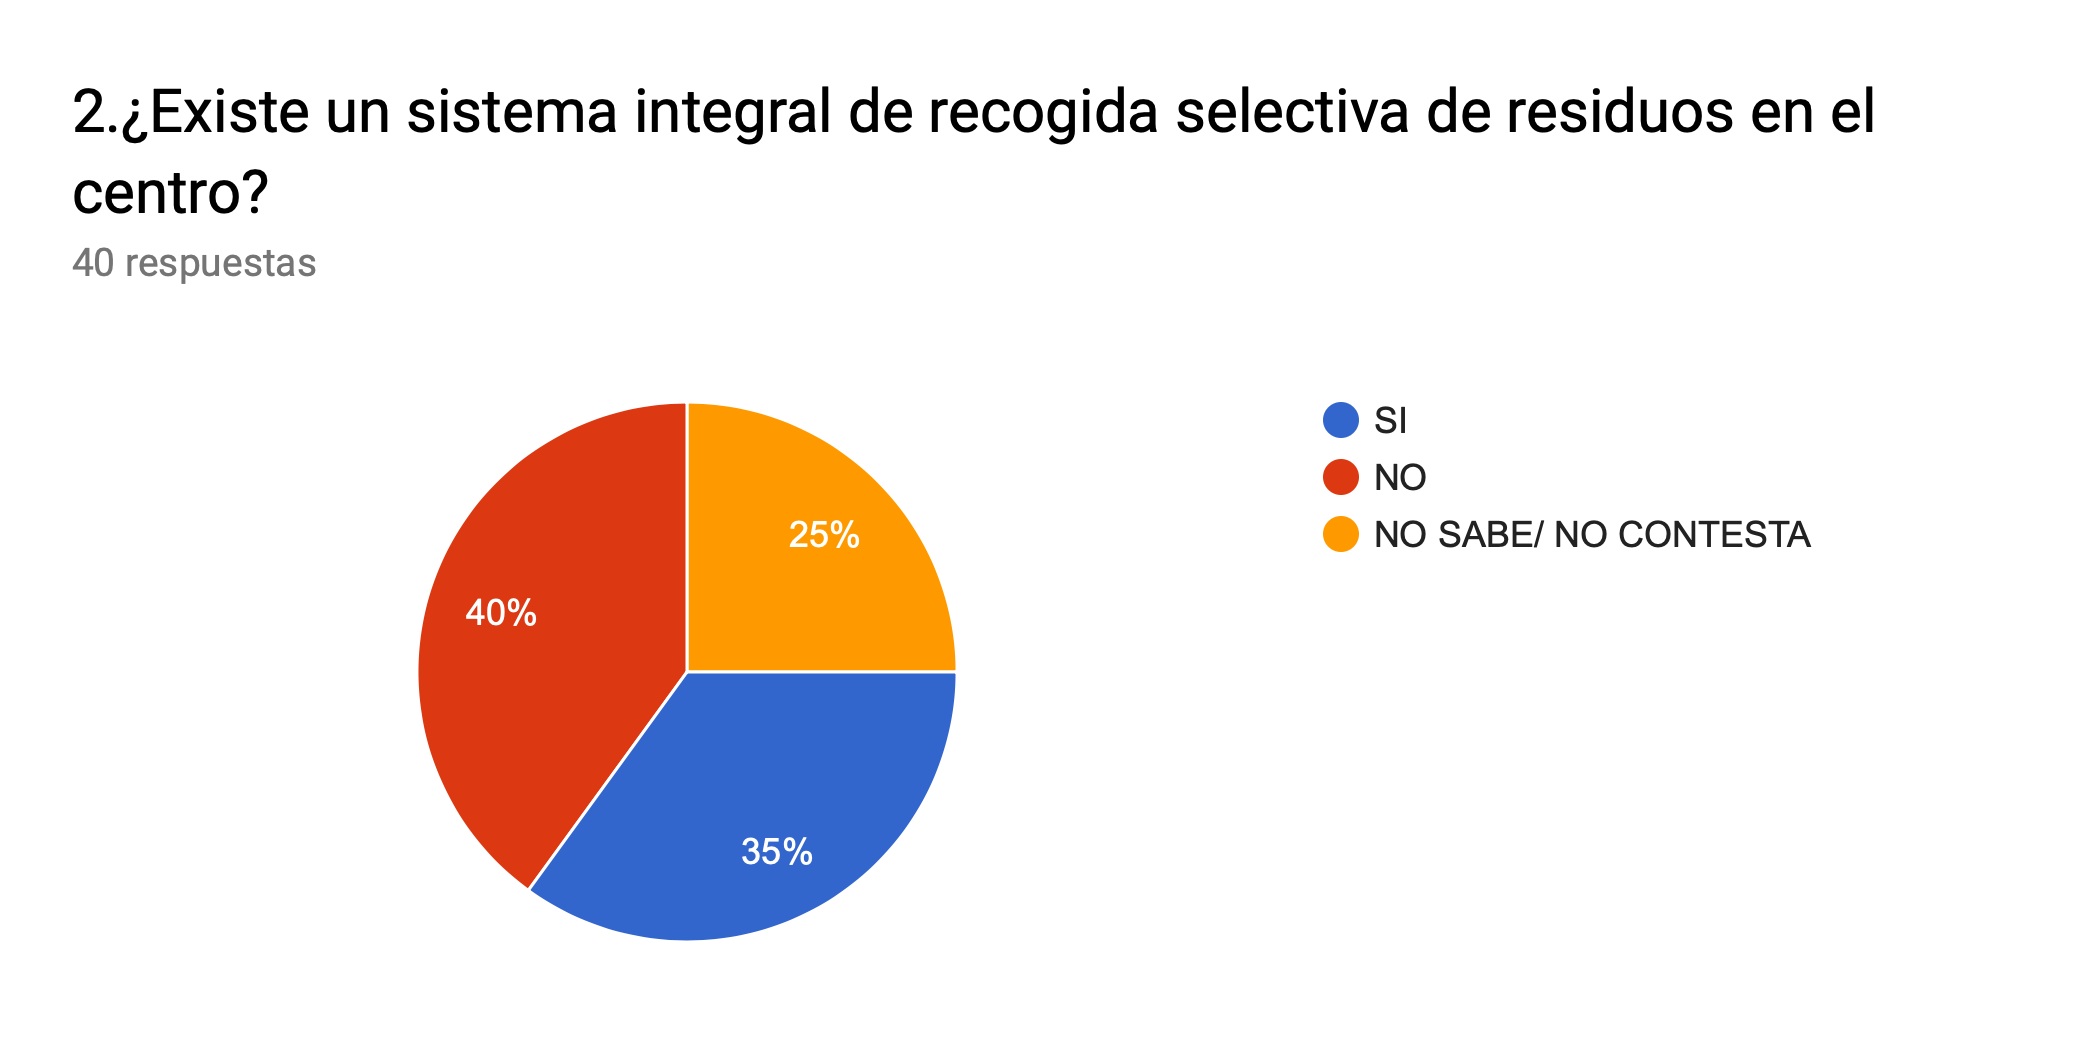 2.¿Existe un sistema integral de recogida selectiva de residuos en el
centro?
40 respuestas
SI
NO
NO SABE/ NO CONTESTA
25%
40%
35%